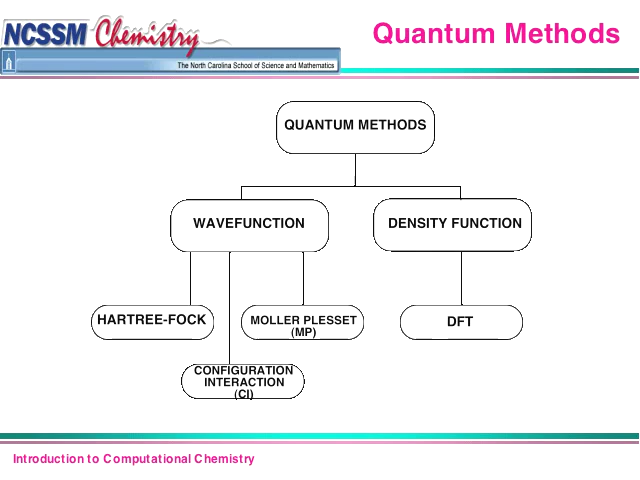 NCSSM Chemistry
The North Carolina School of Science and Mathematics
Quantum Methods
QUANTUM METHODS
WAVEFUNCTION
DENSITY FUNCTION
HARTREE-FOCK
MOLLER PLESSET
(MP)
DFT
CONFIGURATION
INTERACTION
(CI)
Introduction to Computational Chemistry